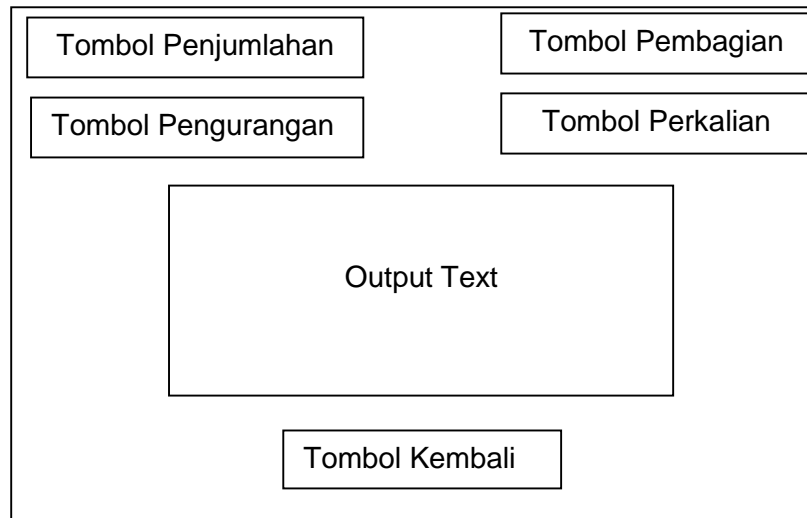 Tombol Penjumlahan
Tombol Pembagian
Tombol Pengurangan
Tombol Perkalian
Output Text
Tombol Kembali